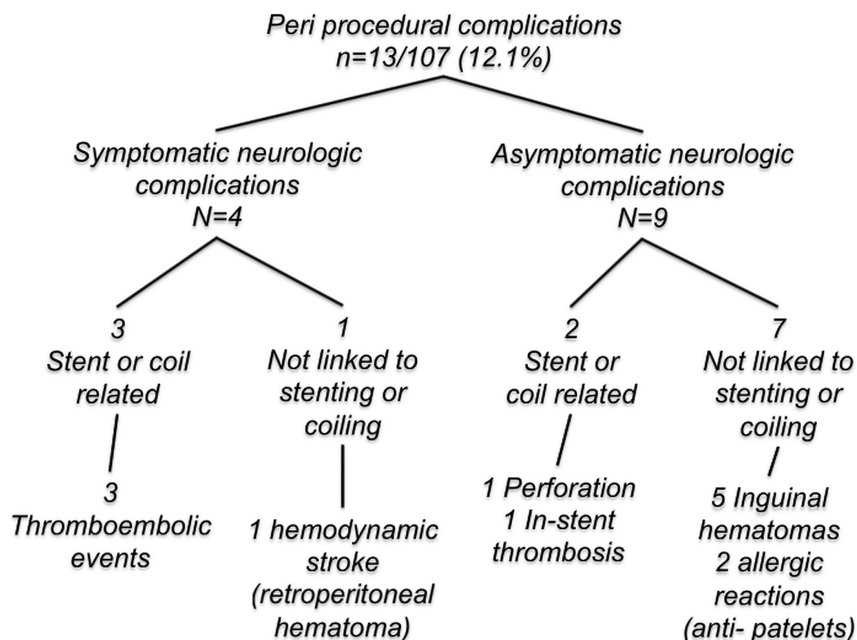 Peri procedural complications
n=13/107 (12.1%)
Symptomatic neurologic
complications
N=4
Asymptomatic neurologic
complications
N=9
3
Stent or coil
related
1
Not linked to
stenting or
coiling
2
Stent or
coil related
7
Not linked to
stenting or
coiling
3
Thromboembolic
events
1 hemodynamic
stroke
(retroperitoneal
hematoma)
1 Perforation
1 In-stent
thrombosis
5 Inguinal
hematomas
2 allergic
reactions
(anti- patelets)